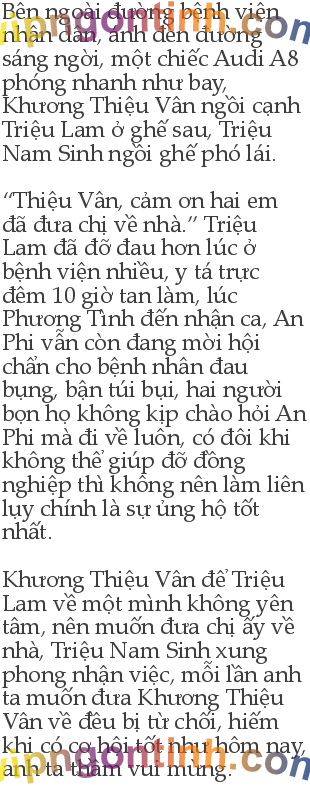 Bên ngoài đường bệnh viện
nhân dân, ánh đèn đường
sáng ngời, một chiếc Audi A8
phóng nhanh như bay,
Khương Thiệu Vân ngồi cạnh
Triệu Lam ở ghế sau, Triệu
Nam Sinh ngồi ghế phó lái.
“Thiệu Vân, cảm ơn hai em
đã đưa chị về nhà.” Triệu
Lam đã đỡ đau hơn lúc ở
bệnh viện nhiều, y tá trực
đêm 10 giờ tan làm, lúc
Phương Tình đến nhận ca, An
Phi vẫn còn đang mời hội
chẩn cho bệnh nhân đau
bụng, bận túi bụi, hai người
bọn họ không kịp chào hỏi An
Phi mà đi về luôn, có đôi khi
không thể giúp đỡ đồng
nghiệp thì không nên làm liên
lụy chính là sự ủng hộ tốt
nhất.
Khương Thiệu Vân để Triệu
Lam về một mình không yên
tâm, nên muốn đưa chị ấy về
nhà, Triệu Nam Sinh xung
phong nhận việc, mỗi lần anh
ta muốn đưa Khương Thiệu
Vân về đều bị từ chối, hiếm
khi có cơ hội tốt như hôm nay,
anh ta thầm vui mừng.
vipngontinh.com
vipngontinh.com